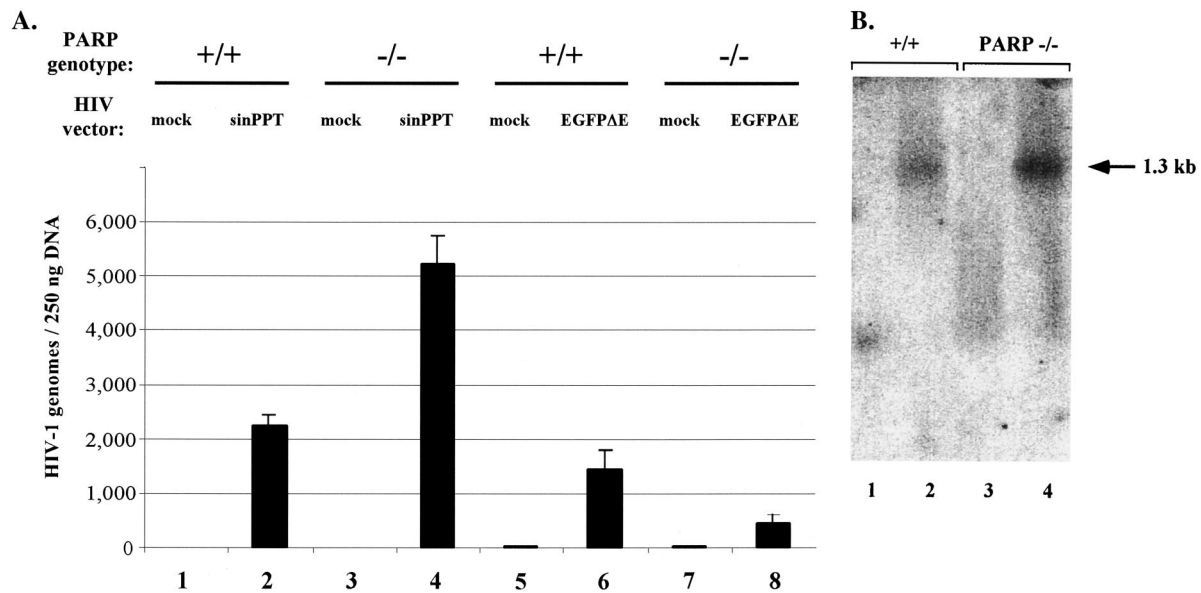 A.
PARP genotype: +/+ -/- +/+ -/-
HIV vector: mock sinPPT mock sinPPT mock EGFPΔE mock EGFPΔE
HIV-1 genomes / 250 ng DNA
6,000
5,000
4,000
3,000
2,000
1,000
0
1 2 3 4 5 6 7 8
B.
+/+ PARP -/-
1.3 kb
1 2 3 4